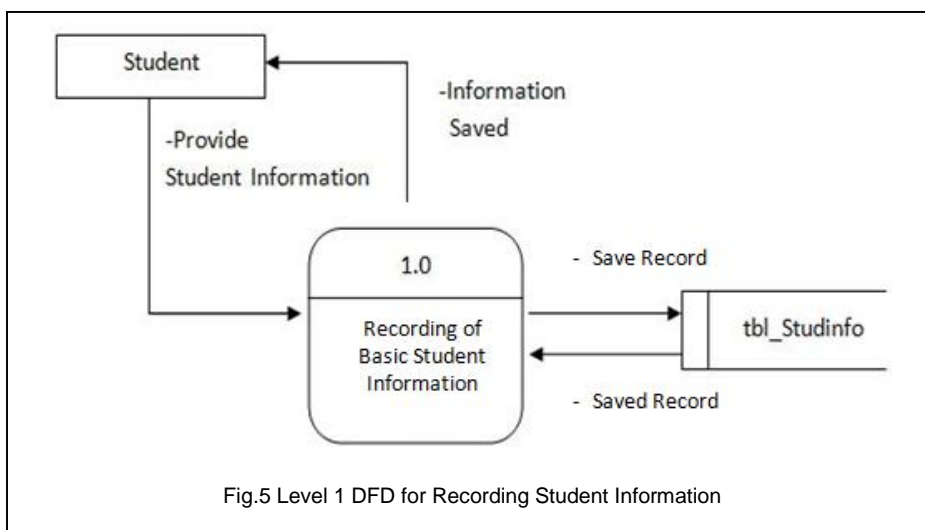 Student
-Information
Saved
-Provide
Student Information
1.0
- Save Record
Recording of
Basic Student
Information
tbl_Studinfo
- Saved Record
Fig.5 Level 1 DFD for Recording Student Information